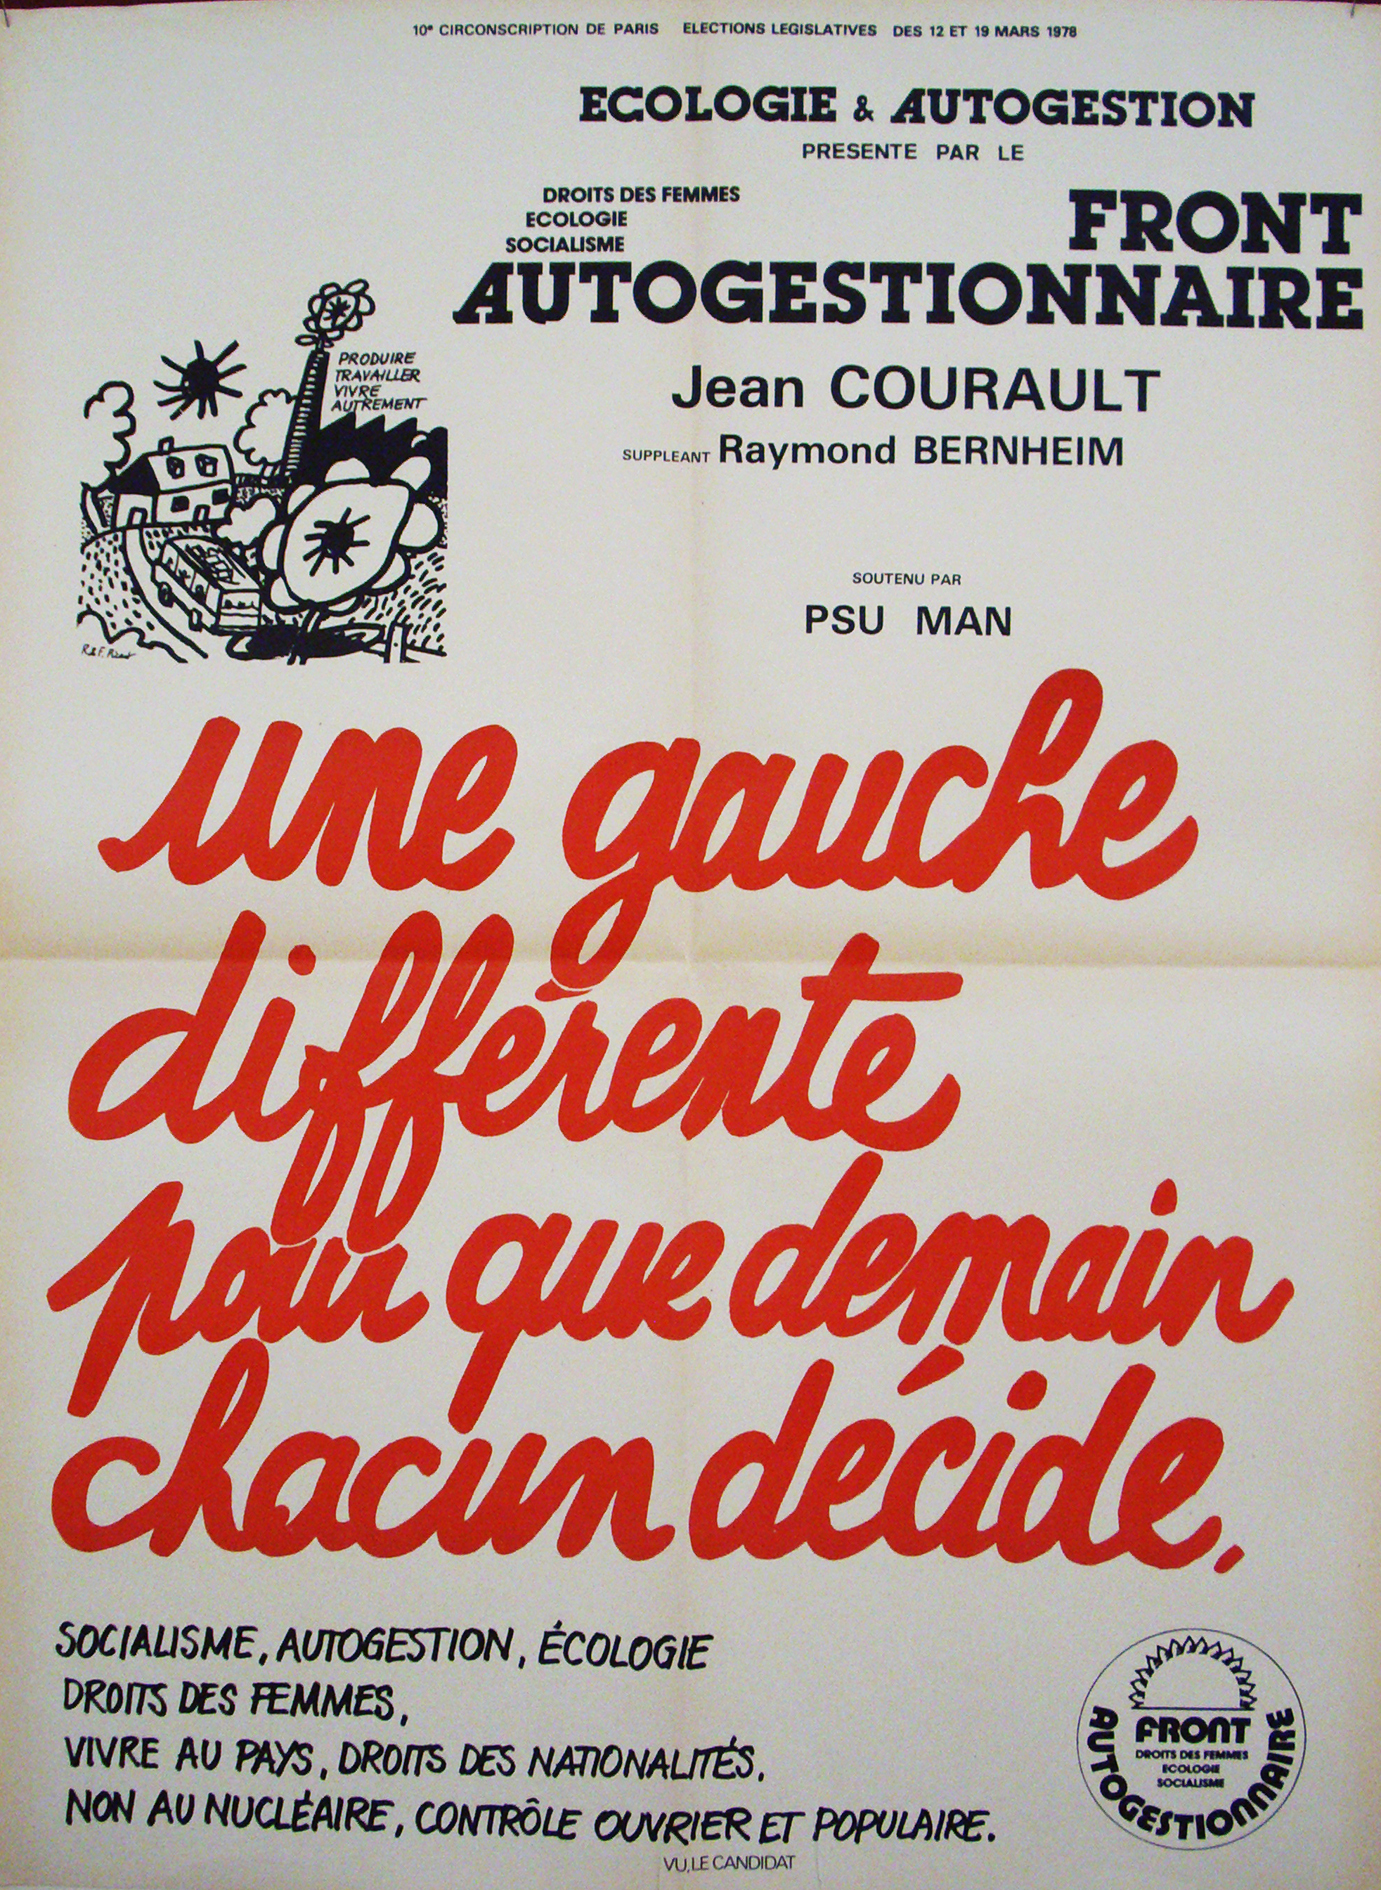 10e CIRCONSCRIPTION DE PARIS ELECTIONS LEGISLATIVES DES 12 ET 19 MARS 1978
ECOLOGIE & AUTOGESTION
PRESENTE PAR LE
DROITS DES FEMMES
ECOLOGIE
SOCIALISME
FRONT
AUTOGESTIONNAIRE
PRODUIRE
TRAVAILLER
VIVRE
AUTREMENT
Jean COURAULT
SUPPLEANT Raymond BERNHEIM
SOUTENU PAR
PSU MAN
une gauche
différente
pour que demain
chacun décide.
SOCIALISME, AUTOGESTION, ÉCOLOGIE
DROITS DES FEMMES,
VIVRE AU PAYS, DROITS DES NATIONALITÉS.
NON AU NUCLÉAIRE, CONTRÔLE OUVRIER ET POPULAIRE.
FRONT
DROITS DES FEMMES
ECOLOGIE
SOCIALISME
AUTOGESTIONNAIRE
VU, LE CANDIDAT